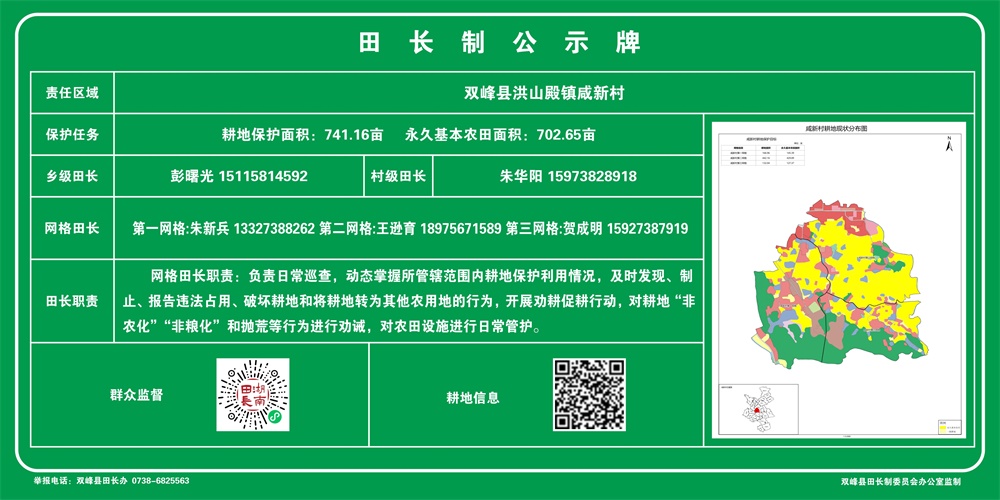 田长制公示牌
责任区域
双峰县洪山殿镇咸新村
保护任务
耕地保护面积：741.16亩 永久基本农田面积：702.65亩
乡级田长
彭曙光 15115814592
村级田长
朱华阳 15973828918
网格田长
第一网格:朱新兵 13327388262 第二网格:王逊育 18975671589 第三网格:贺成明 15927387919
田长职责
网格田长职责：负责日常巡查，动态掌握所管辖范围内耕地保护利用情况，及时发现、制
止、报告违法占用、破坏耕地和将耕地转为其他农用地的行为，开展劝耕促耕行动，对耕地“非
农化”“非粮化”和抛荒等行为进行劝诫，对农田设施进行日常管护。
群众监督
湖南田长
耕地信息
咸新村耕地现状分布图
N
举报电话：双峰县田长办 0738-6825563
双峰县田长制委员会办公室监制